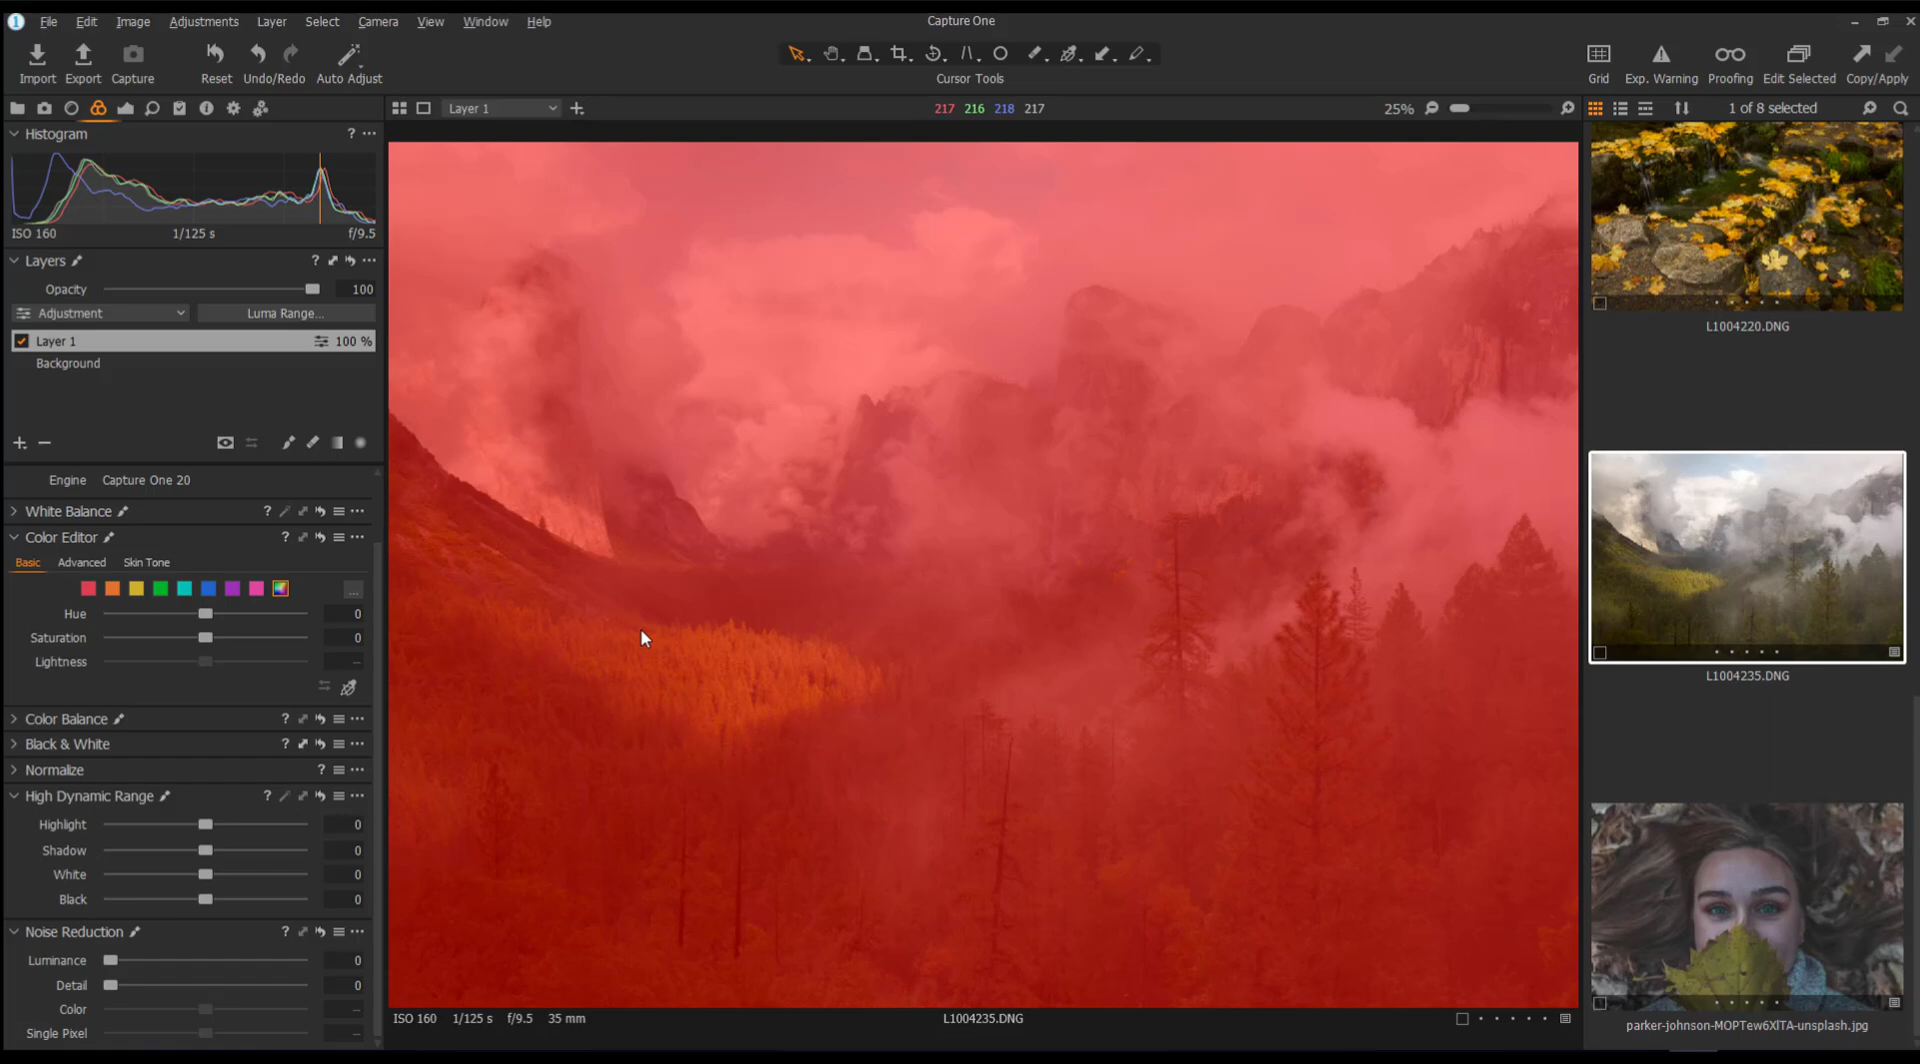 File Edit Image Adjustments Layer Select Camera View Window Help
Capture One
Import Export Capture Reset Undo/Redo Auto Adjust
Cursor Tools
Grid Exp. Warning Proofing Edit Selected Copy/Apply
Layer 1
217 216 218 217
25%
1 of 8 selected
Histogram ?
ISO 160 1/125 s f/9.5
Layers ?
Opacity 100
Adjustment Luma Range...
Layer 1 100 %
Background
Engine Capture One 20
White Balance ?
Color Editor ?
Basic Advanced Skin Tone
...
Hue 0
Saturation 0
Lightness --
Color Balance ?
Black & White ?
Normalize ?
High Dynamic Range ?
Highlight 0
Shadow 0
White 0
Black 0
Noise Reduction ?
Luminance 0
Detail 0
Color --
Single Pixel --
ISO 160 1/125 s f/9.5 35 mm
L1004235.DNG
L1004220.DNG
L1004235.DNG
parker-johnson-MOPTew6XlTA-unsplash.jpg